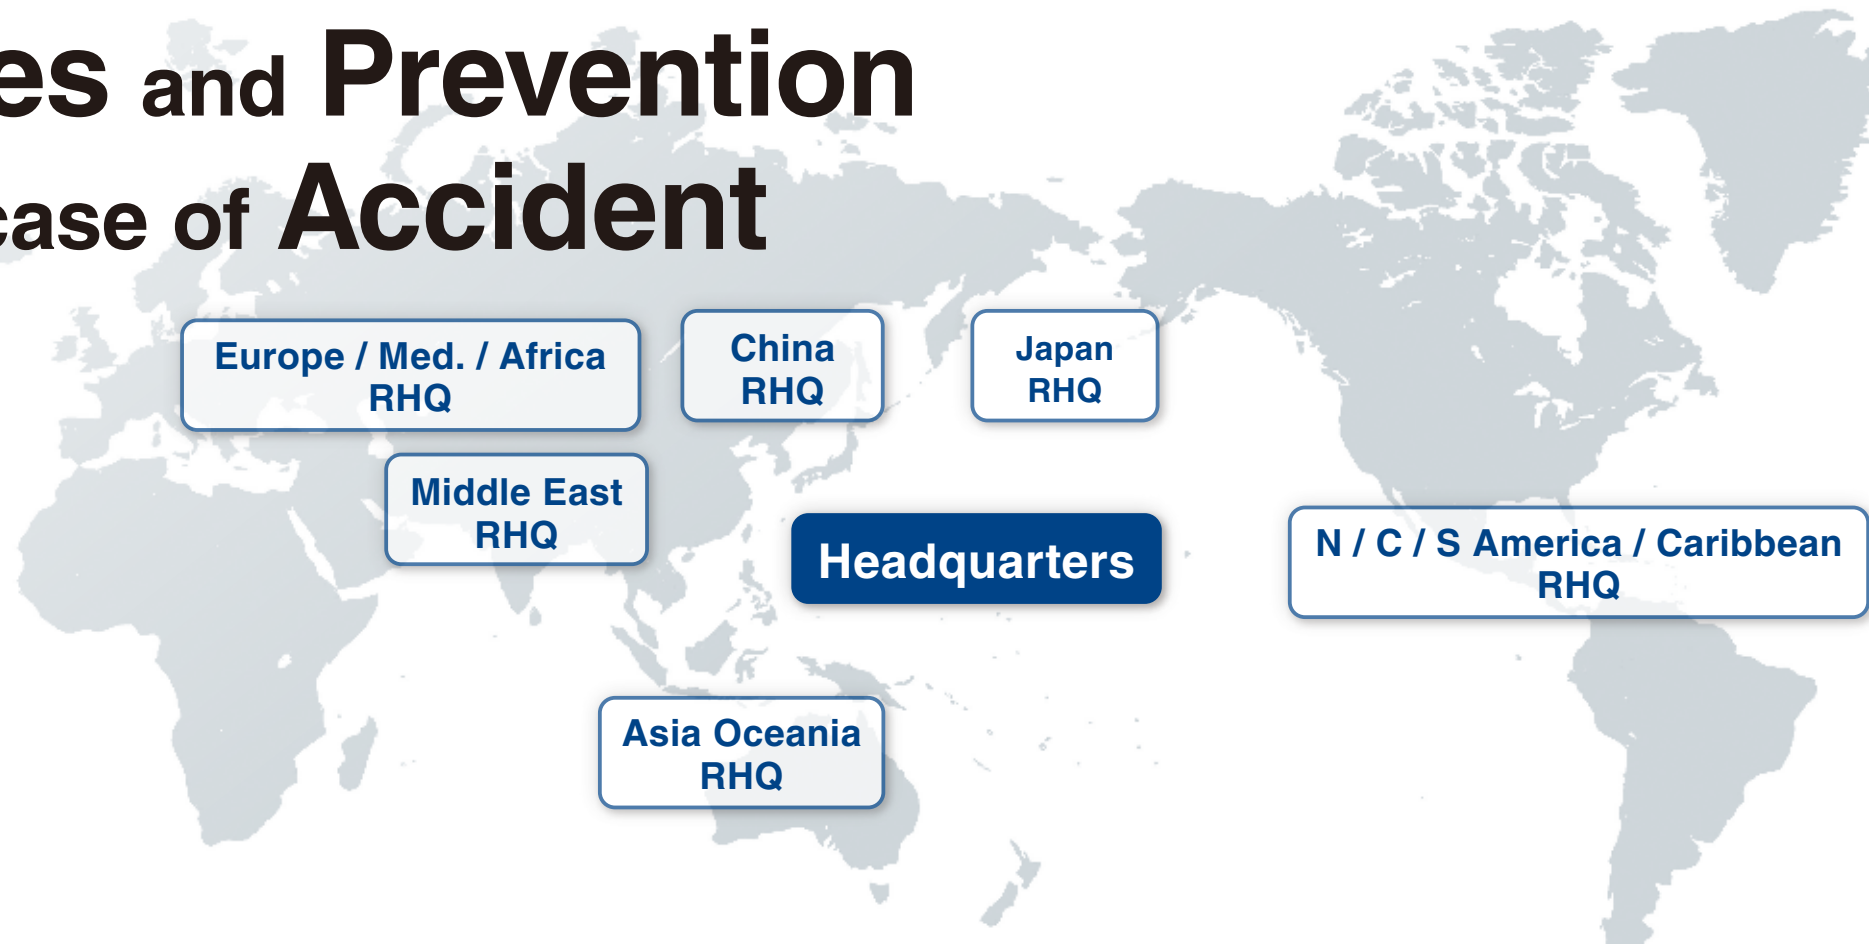 es and Prevention
case of Accident
Europe / Med. / Africa
RHQ
China
RHQ
Japan
RHQ
Middle East
RHQ
Headquarters
N / C / S America / Caribbean
RHQ
Asia Oceania
RHQ